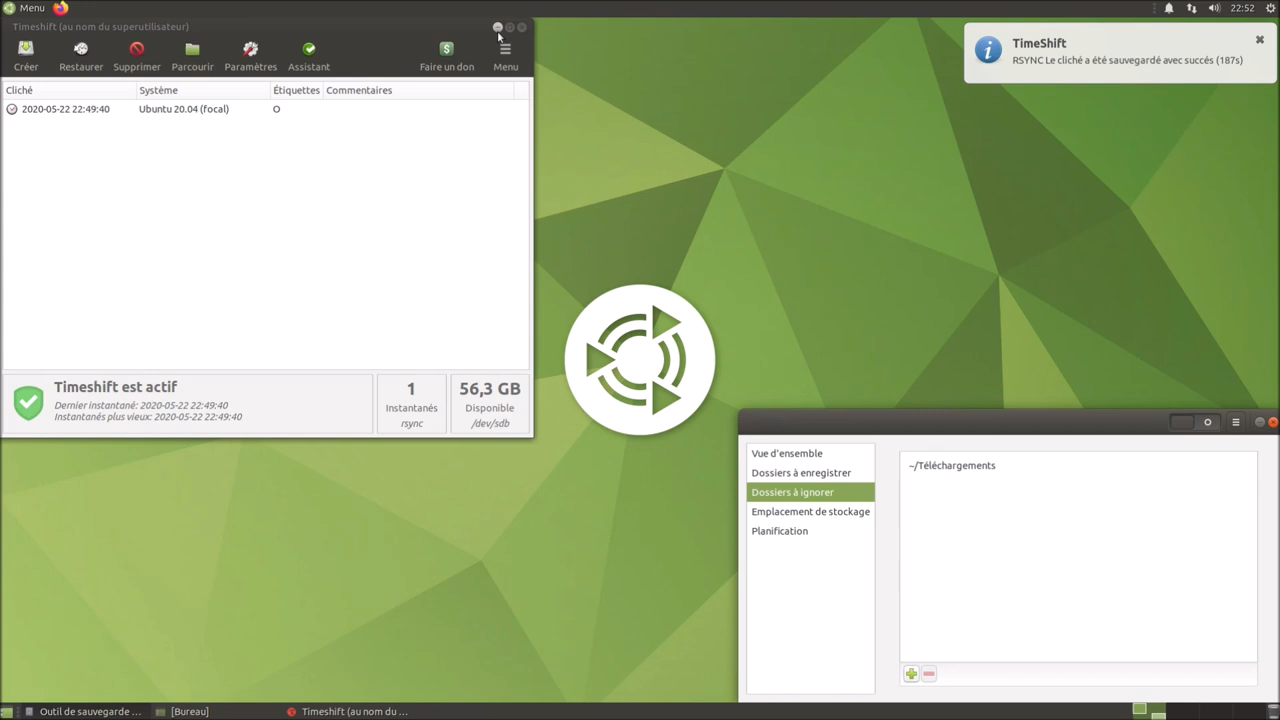 Menu
22:52
Timeshift (au nom du superutilisateur)
Créer Restaurer Supprimer Parcourir Paramètres Assistant Faire un don Menu
Cliché Système Étiquettes Commentaires
2020-05-22 22:49:40 Ubuntu 20.04 (focal) O
Timeshift est actif
Dernier instantané: 2020-05-22 22:49:40
Instantanés plus vieux: 2020-05-22 22:49:40
1
Instantanés
rsync
56,3 GB
Disponible
/dev/sdb
TimeShift
RSYNC Le cliché a été sauvegardé avec succés (187s)
Vue d'ensemble
Dossiers à enregistrer
Dossiers à ignorer
Emplacement de stockage
Planification
~/Téléchargements
Outil de sauvegarde ... [Bureau] Timeshift (au nom du ...